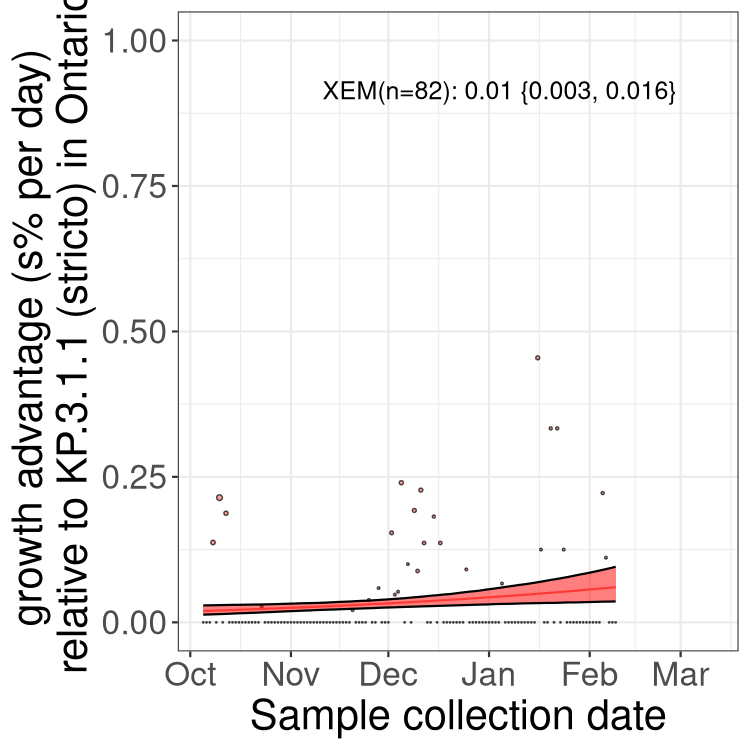 growth advantage (s% per day)
relative to KP.3.1.1 (stricto) in Ontario
1.00
0.75
0.50
0.25
0.00
XEM(n=82): 0.01 {0.003, 0.016}
Oct Nov Dec Jan Feb Mar
Sample collection date